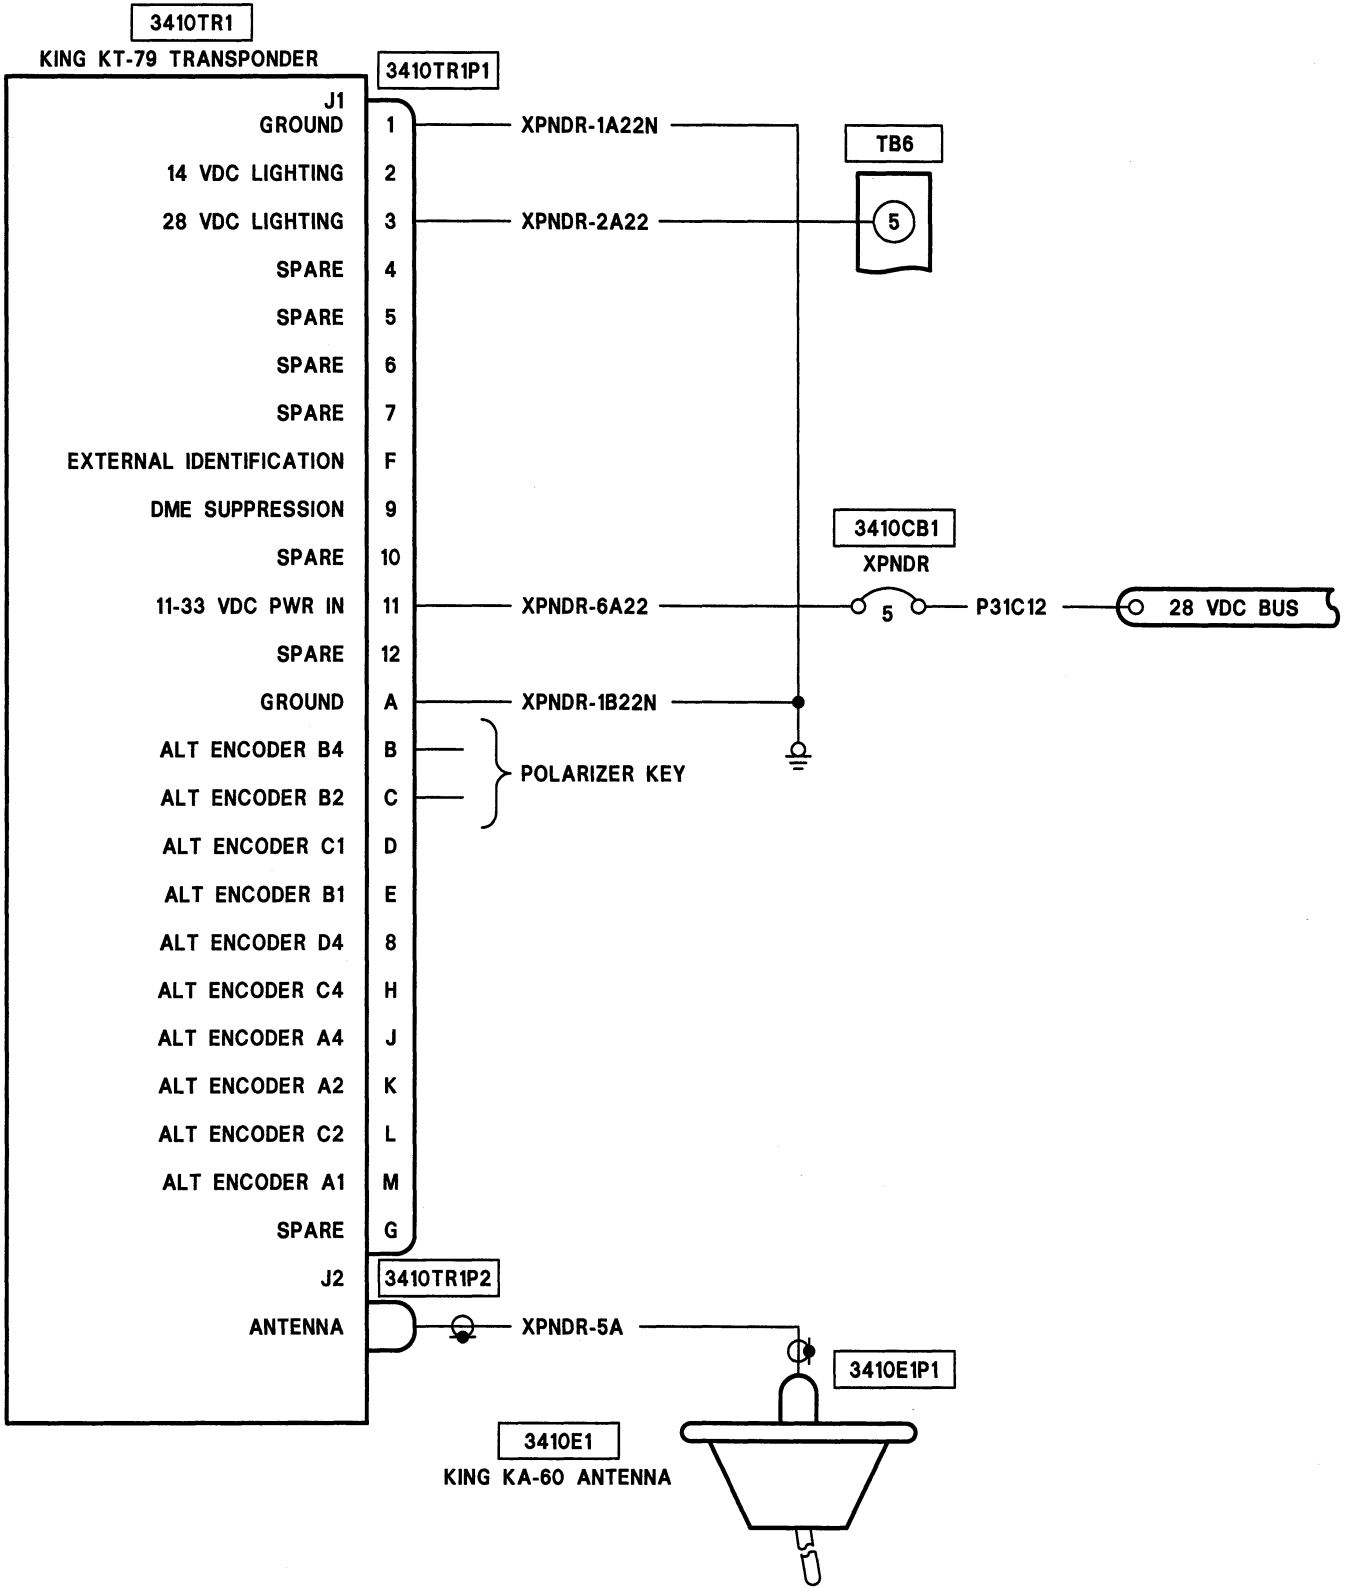 3410TR1
KING KT-79 TRANSPONDER
3410TR1P1
J1
GROUND 1 XPNDR-1A22N
TB6
14 VDC LIGHTING 2
28 VDC LIGHTING 3 XPNDR-2A22 5
SPARE 4
SPARE 5
SPARE 6
SPARE 7
EXTERNAL IDENTIFICATION F
DME SUPPRESSION 9
3410CB1
SPARE 10
XPNDR
11-33 VDC PWR IN 11 XPNDR-6A22 5 P31C12 28 VDC BUS
SPARE 12
GROUND A XPNDR-1B22N
ALT ENCODER B4 B
POLARIZER KEY
ALT ENCODER B2 C
ALT ENCODER C1 D
ALT ENCODER B1 E
ALT ENCODER D4 8
ALT ENCODER C4 H
ALT ENCODER A4 J
ALT ENCODER A2 K
ALT ENCODER C2 L
ALT ENCODER A1 M
SPARE G
J2 3410TR1P2
ANTENNA XPNDR-5A
3410E1P1
3410E1
KING KA-60 ANTENNA